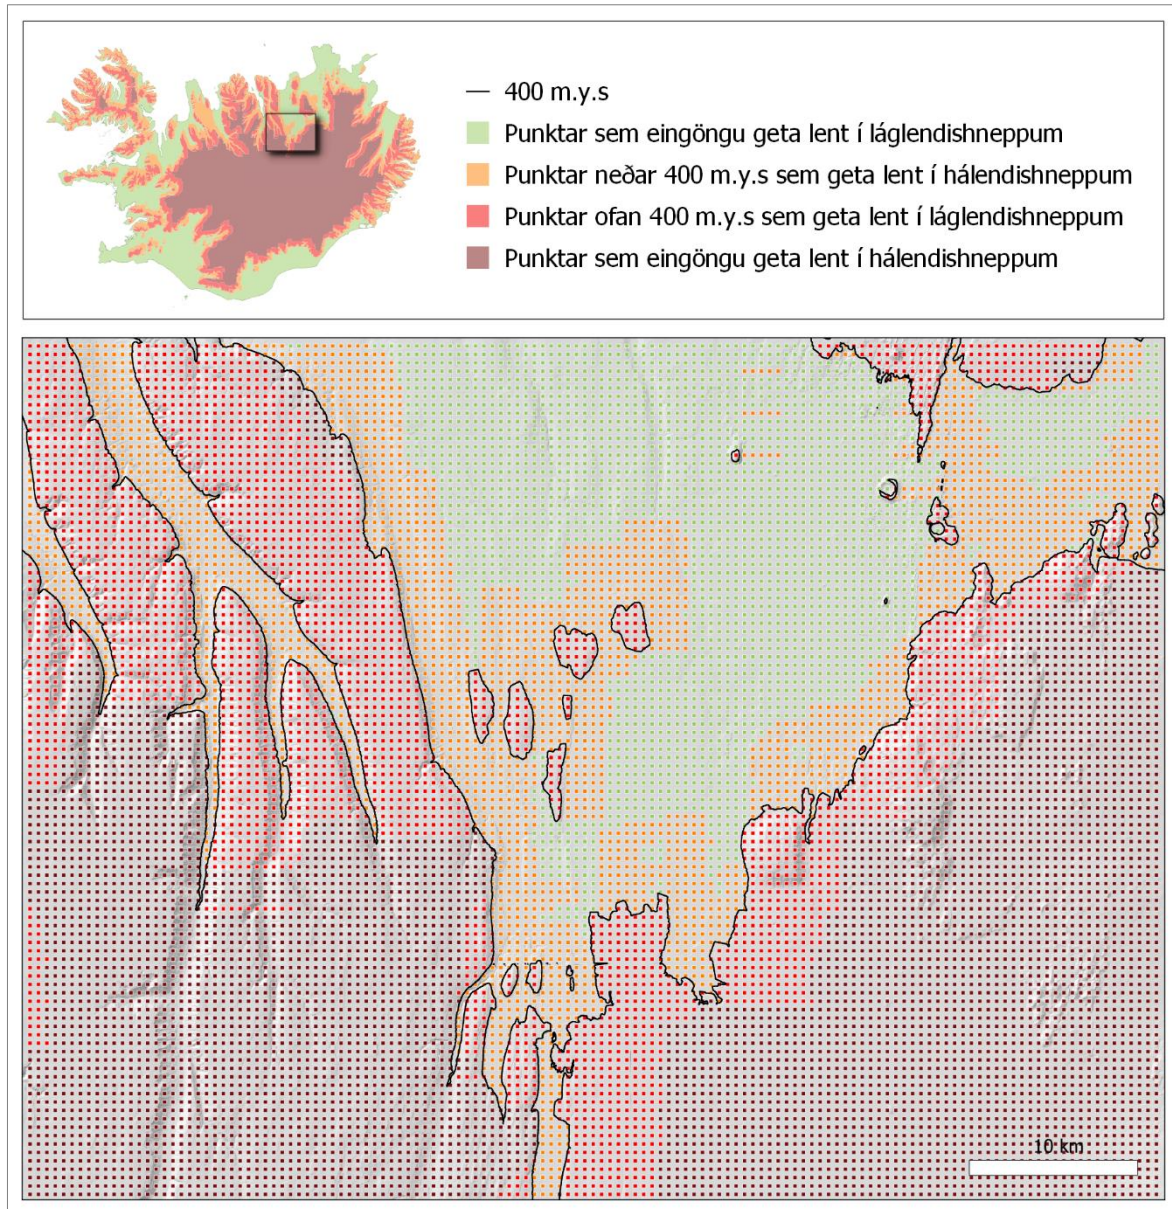 400 m.y.s
Punktar sem eingöngu geta lent í láglendishneppum
Punktar neðar 400 m.y.s sem geta lent í hálendishneppum
Punktar ofan 400 m.y.s sem geta lent í láglendishneppum
Punktar sem eingöngu geta lent í hálendishneppum
10 km